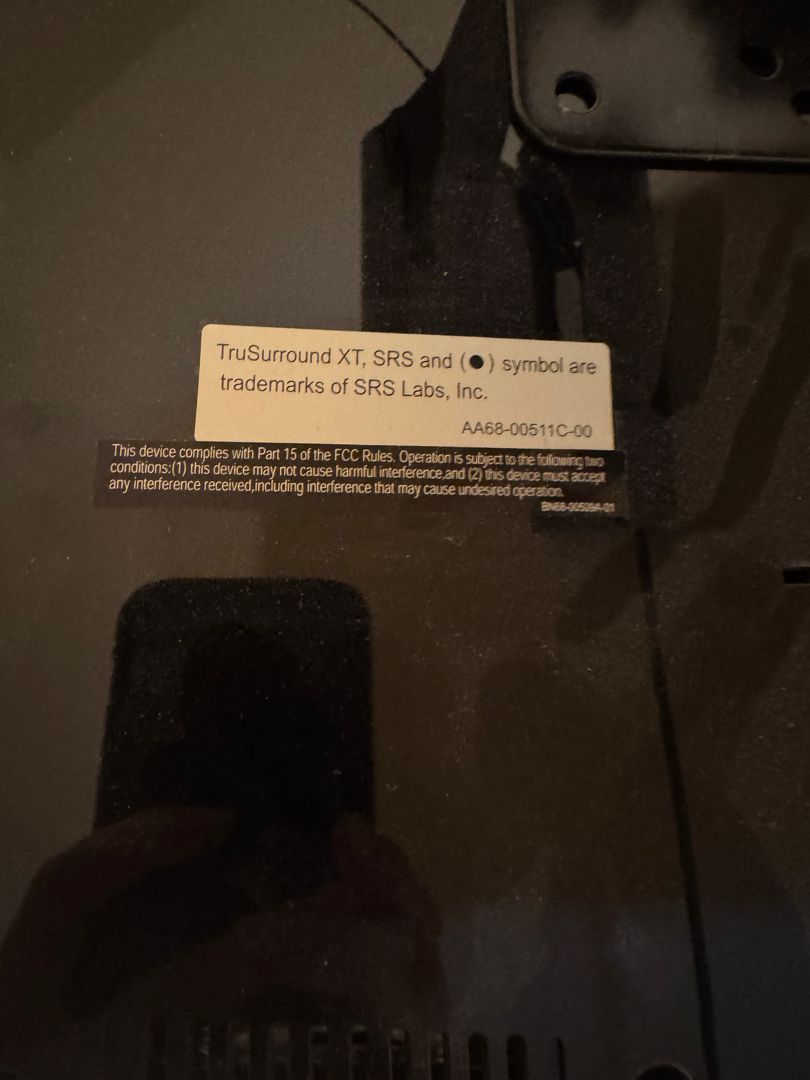 TruSurround XT, SRS and (●) symbol are
trademarks of SRS Labs, Inc.
AA68-00511C-00
This device complies with Part 15 of the FCC Rules. Operation is subject to the following two
conditions:(1) this device may not cause harmful interference,and (2) this device must accept
any interference received,including interference that may cause undesired operation.